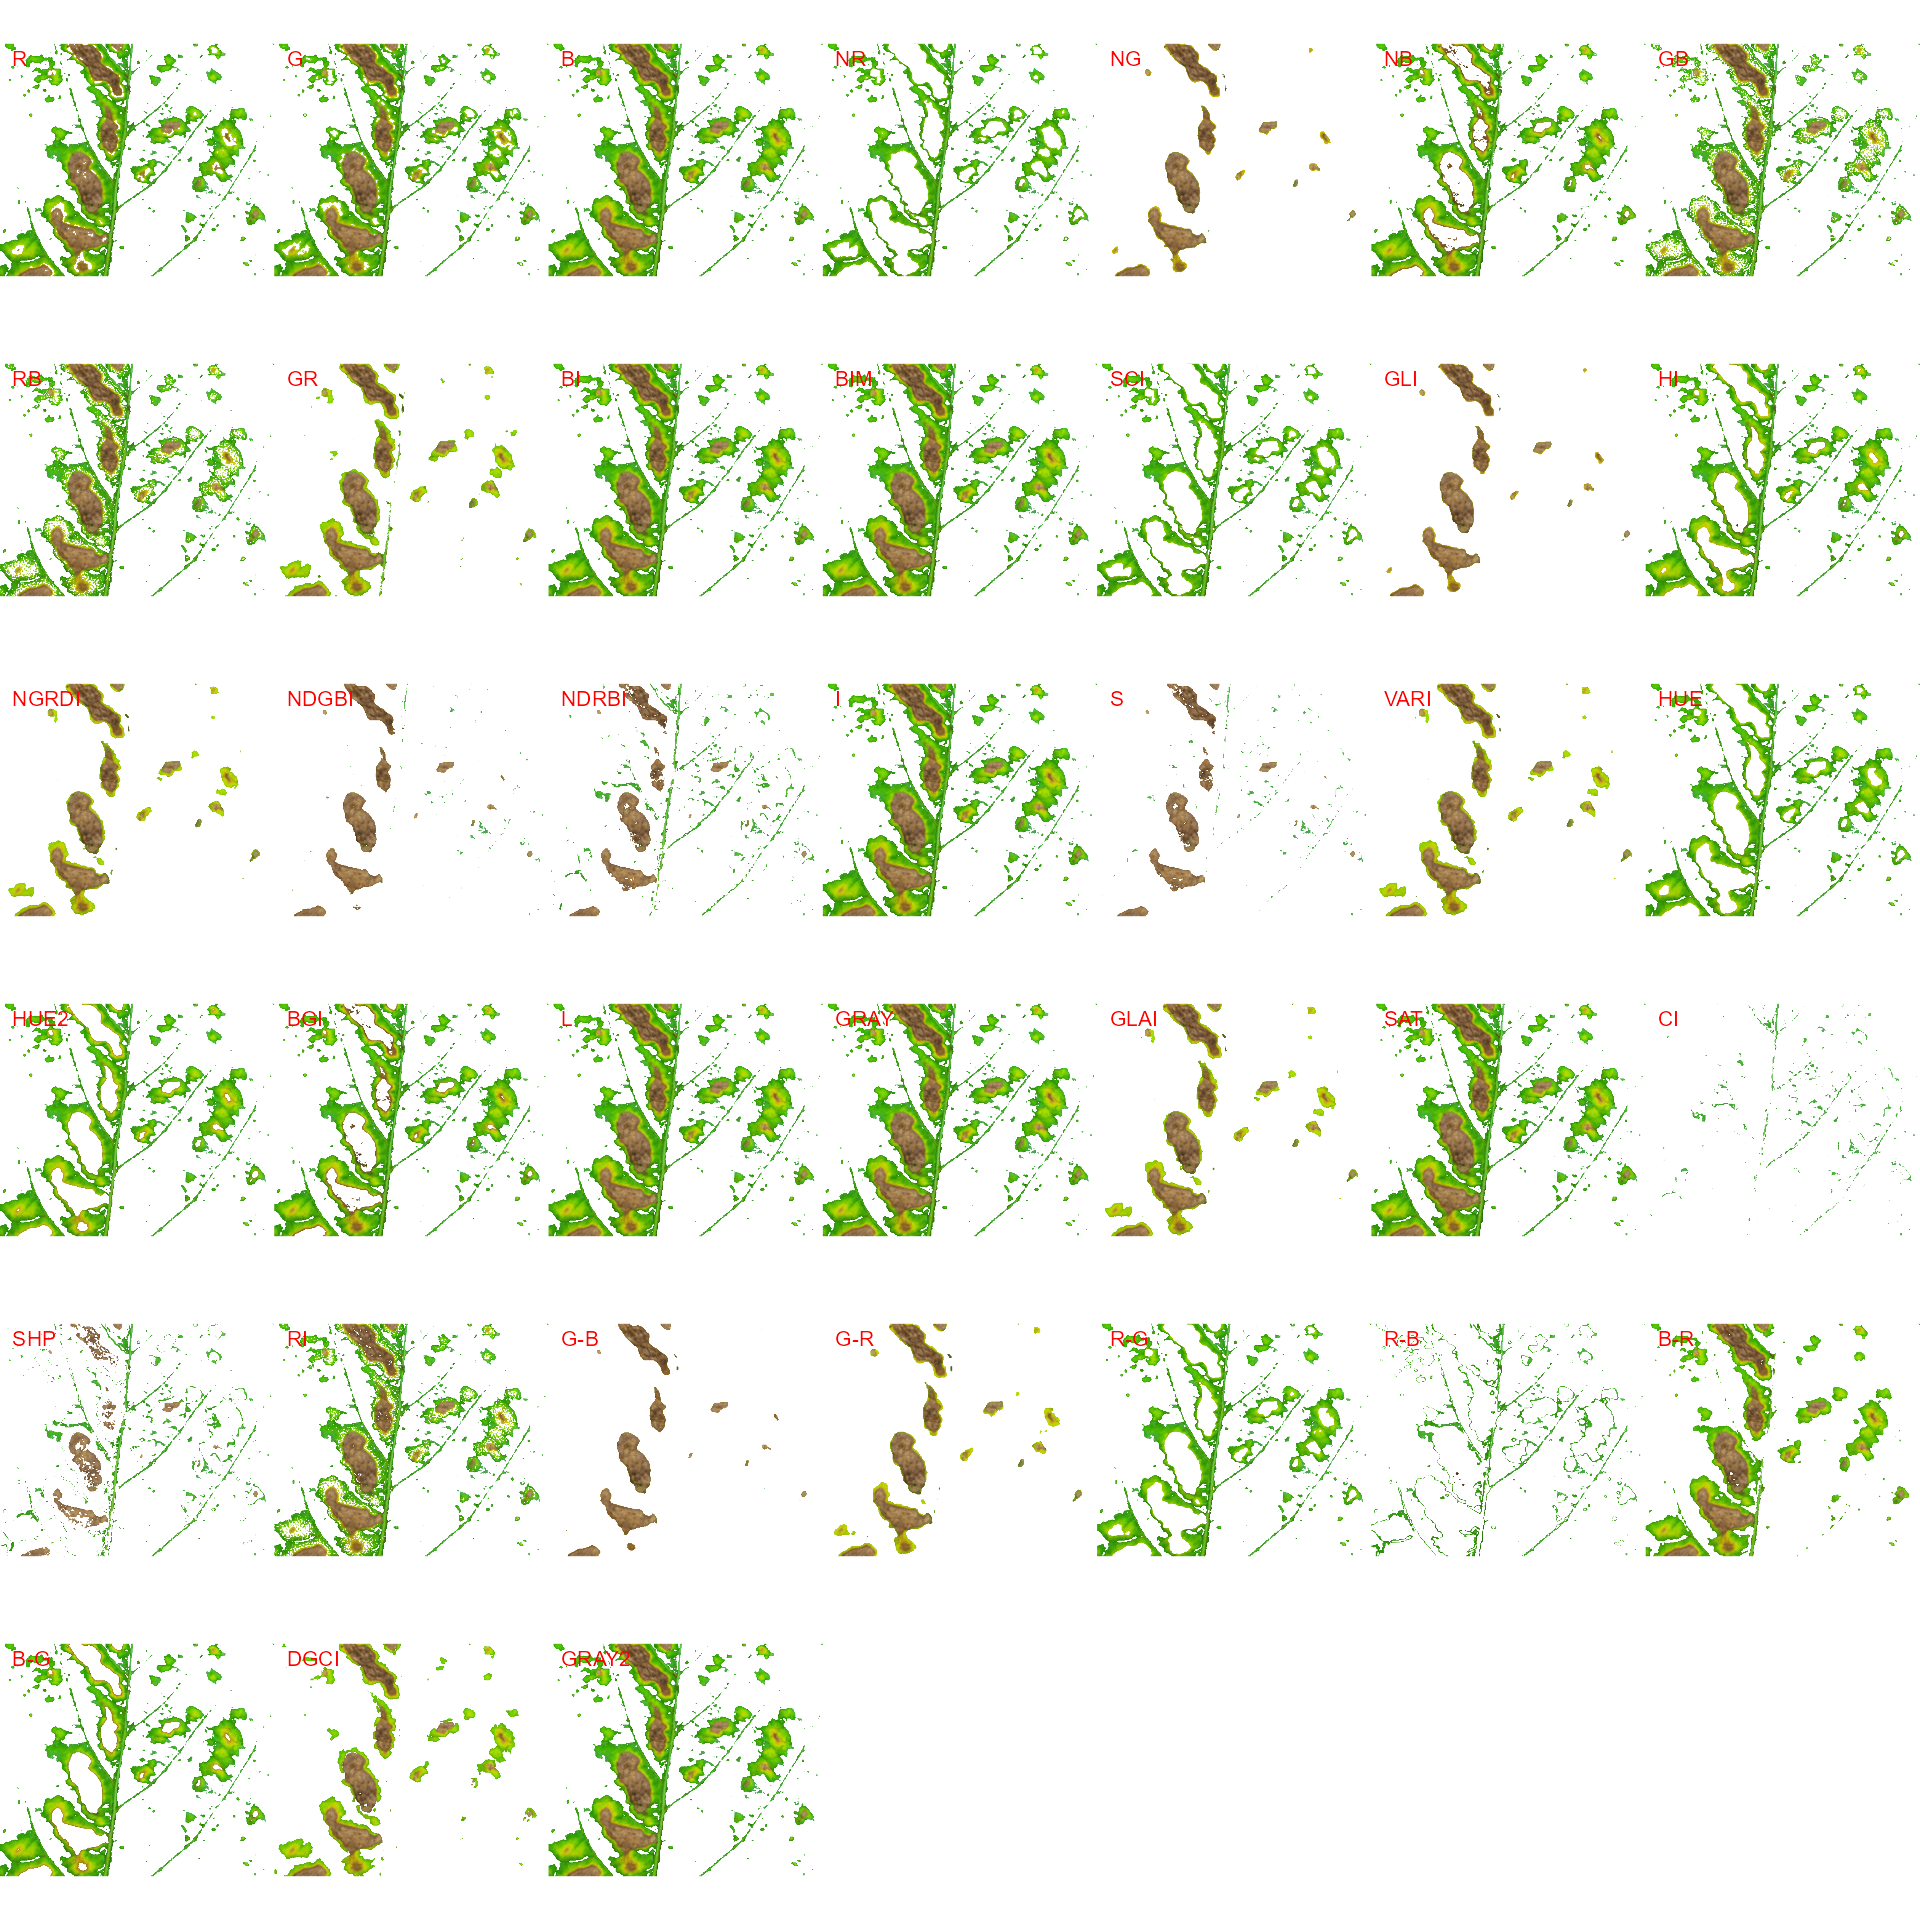 R G B NR NG NB GB
RB GR BI BIM SCI GLI HI
NGRDI NDGBI NDRBI I S VARI HUE
HUE2 BGI L GRAY GLAI SAT CI
SHP RI G-B G-R R-G R-B B-R
B-G DGCI GRAY2